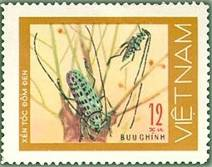 XÉN TÓC ĐỐM ĐEN
VIỆT NAM
12
XU
BƯU CHÍNH